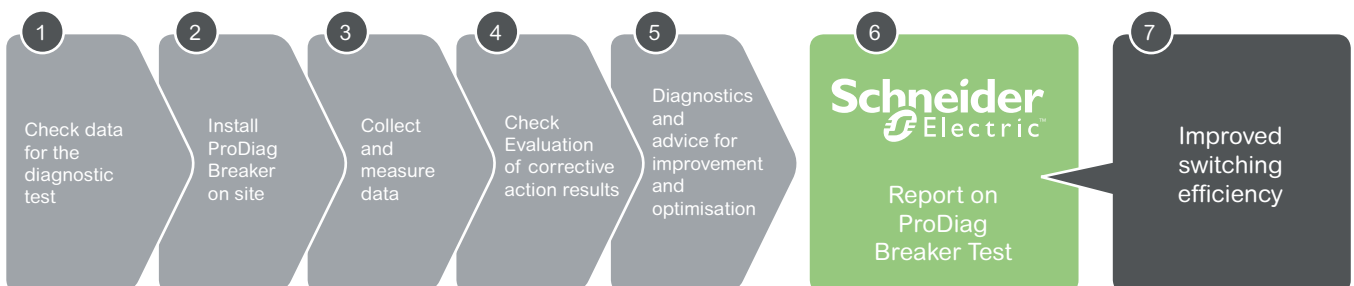 1
Check data
for the
diagnostic
test
2
Install
ProDiag
Breaker
on site
3
Collect
and
measure
data
4
Check
Evaluation
of corrective
action results
5
Diagnostics
and
advice for
improvement
and
optimisation
6
Schneider
Electric™
Report on
ProDiag
Breaker Test
7
Improved
switching
efficiency